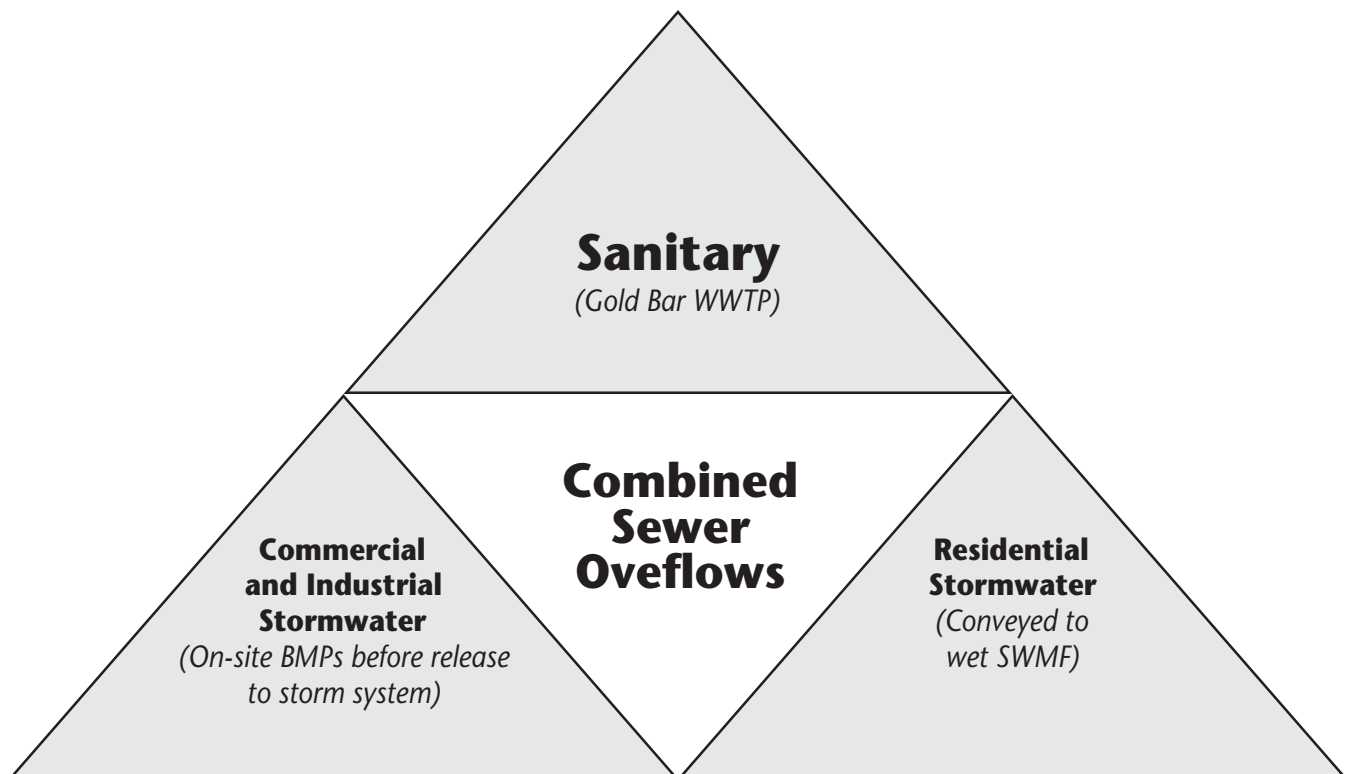 Sanitary
(Gold Bar WWTP)
Combined
Sewer
Oveflows
Commercial
and Industrial
Stormwater
(On-site BMPs before release
to storm system)
Residential
Stormwater
(Conveyed to
wet SWMF)